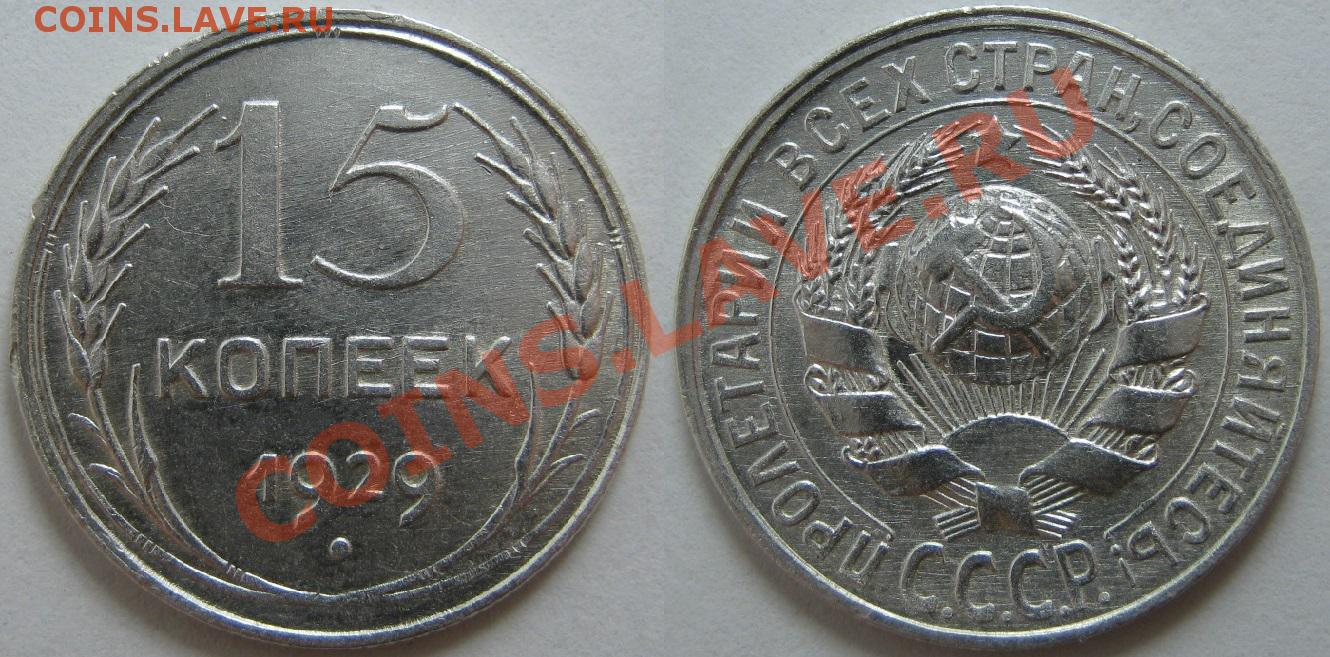 COINS.LAVE.RU
15
КОПЕЕК
1929
ПРОЛЕТАРИИ ВСЕХ СТРАН, СОЕДИНЯЙТЕСЬ!
С.С.С.Р.
COINS.LAVE.RU